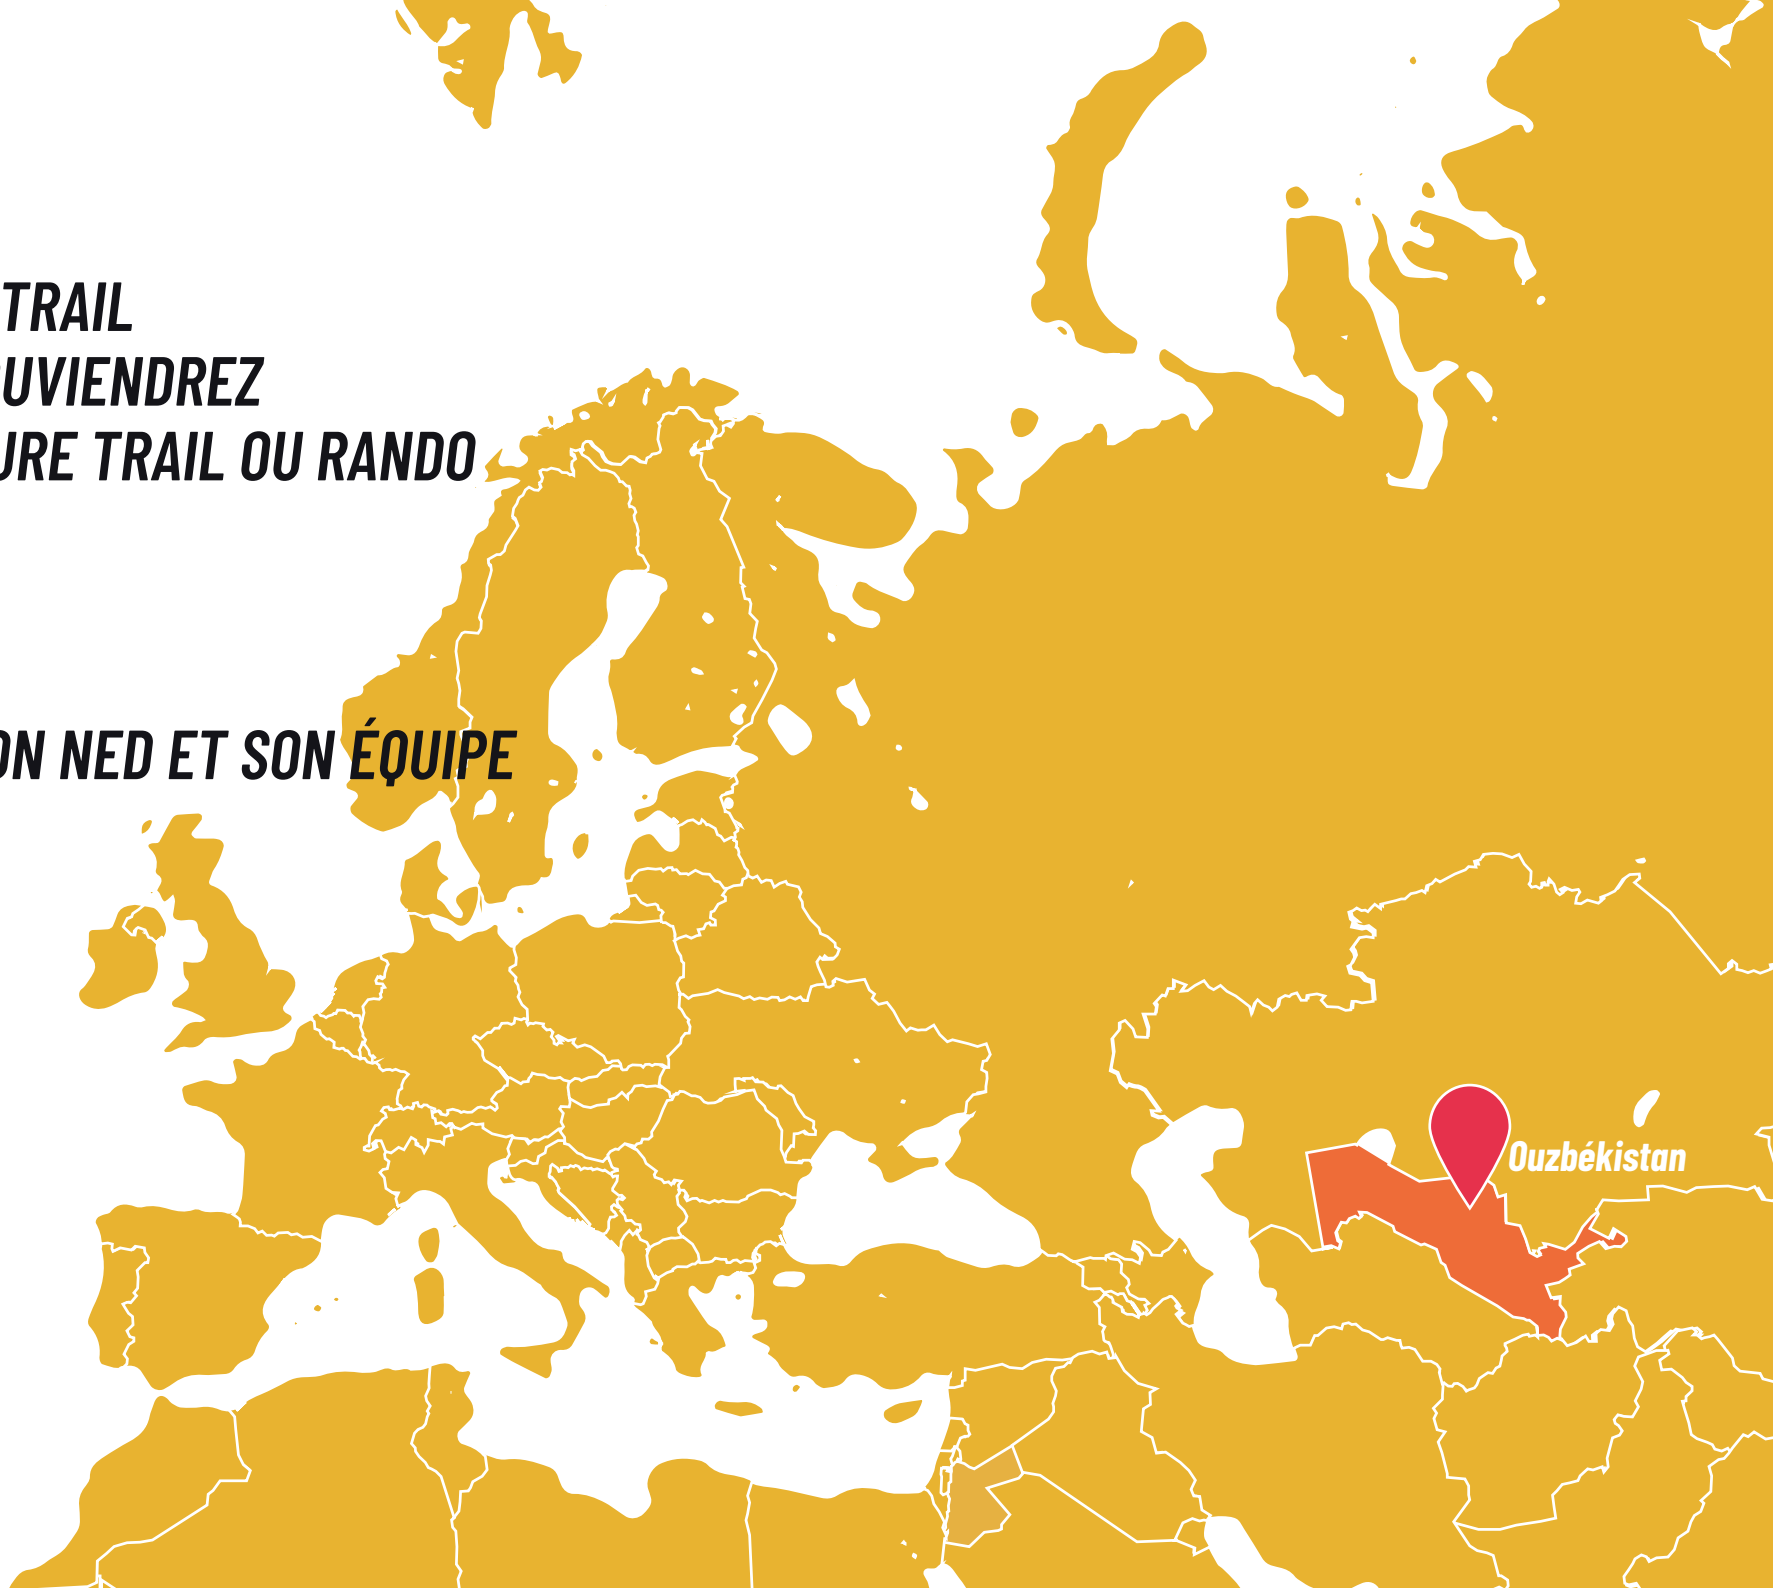 TRAIL
UVIENDREZ
URE TRAIL OU RANDO
ON NED ET SON ÉQUIPE
Ouzbékistan